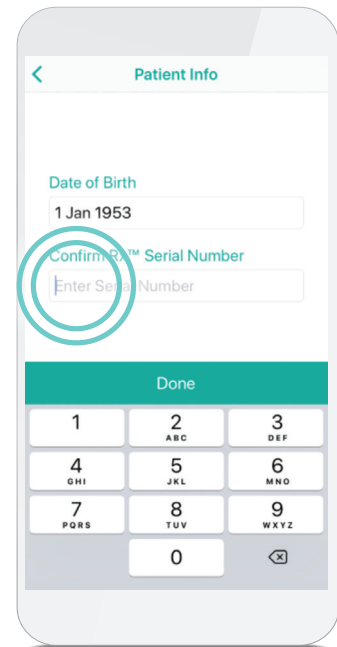 Patient Info
Date of Birth
1 Jan 1953
Confirm Rx™ Serial Number
Enter Serial Number
Done
1
2
ABC
3
DEF
4
GHI
5
JKL
6
MNO
7
PQRS
8
TUV
9
WXYZ
0